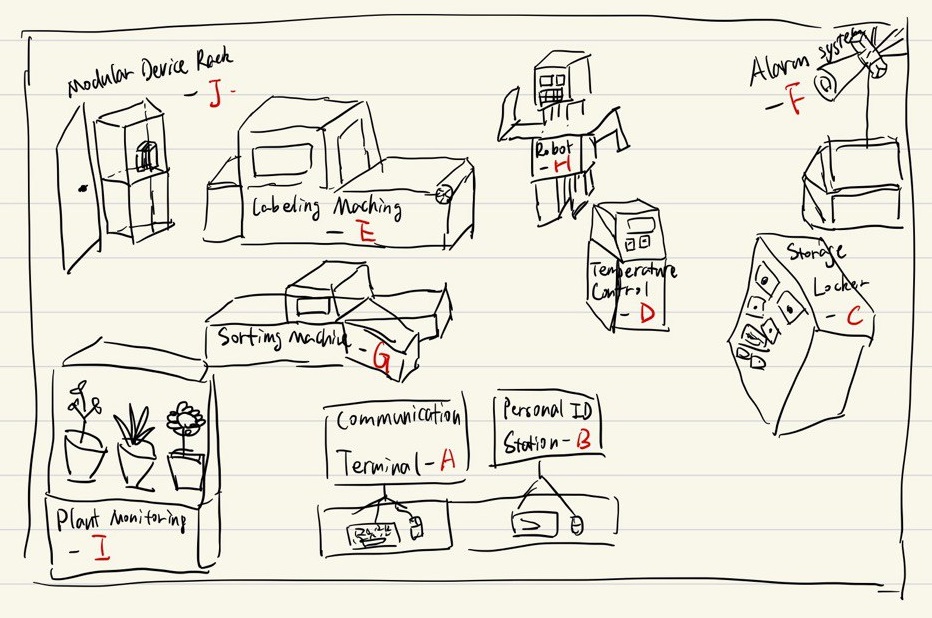 Modular Device Rack
- J-
Alarm system
- F
Robot
- H
Labeling Maching
- E
Temperature
Control
- D
Storage
Locker
- C
Sorting Machine
- G
Communication
Terminal - A
Personal ID
Station - B
Plant Monitoring
- I